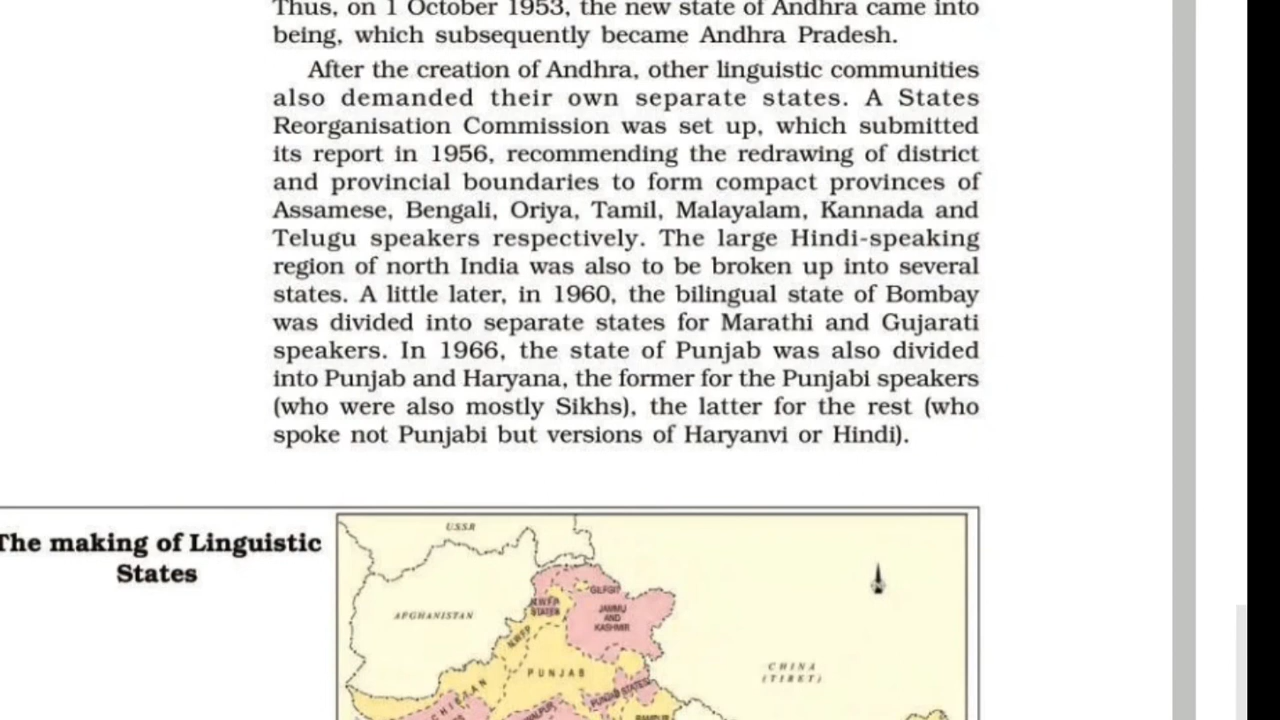 Thus, on 1 October 1953, the new state of Andhra came into
being, which subsequently became Andhra Pradesh.
After the creation of Andhra, other linguistic communities
also demanded their own separate states. A States
Reorganisation Commission was set up, which submitted
its report in 1956, recommending the redrawing of district
and provincial boundaries to form compact provinces of
Assamese, Bengali, Oriya, Tamil, Malayalam, Kannada and
Telugu speakers respectively. The large Hindi-speaking
region of north India was also to be broken up into several
states. A little later, in 1960, the bilingual state of Bombay
was divided into separate states for Marathi and Gujarati
speakers. In 1966, the state of Punjab was also divided
into Punjab and Haryana, the former for the Punjabi speakers
(who were also mostly Sikhs), the latter for the rest (who
spoke not Punjabi but versions of Haryanvi or Hindi).
The making of Linguistic
States
USSR
AFGHANISTAN
N.W.F.P.
STATES
GILGIT
JAMMU
AND
KASHMIR
N.W.F.P
PUNJAB
CHINA
(TIBET)
PUNJAB STATES